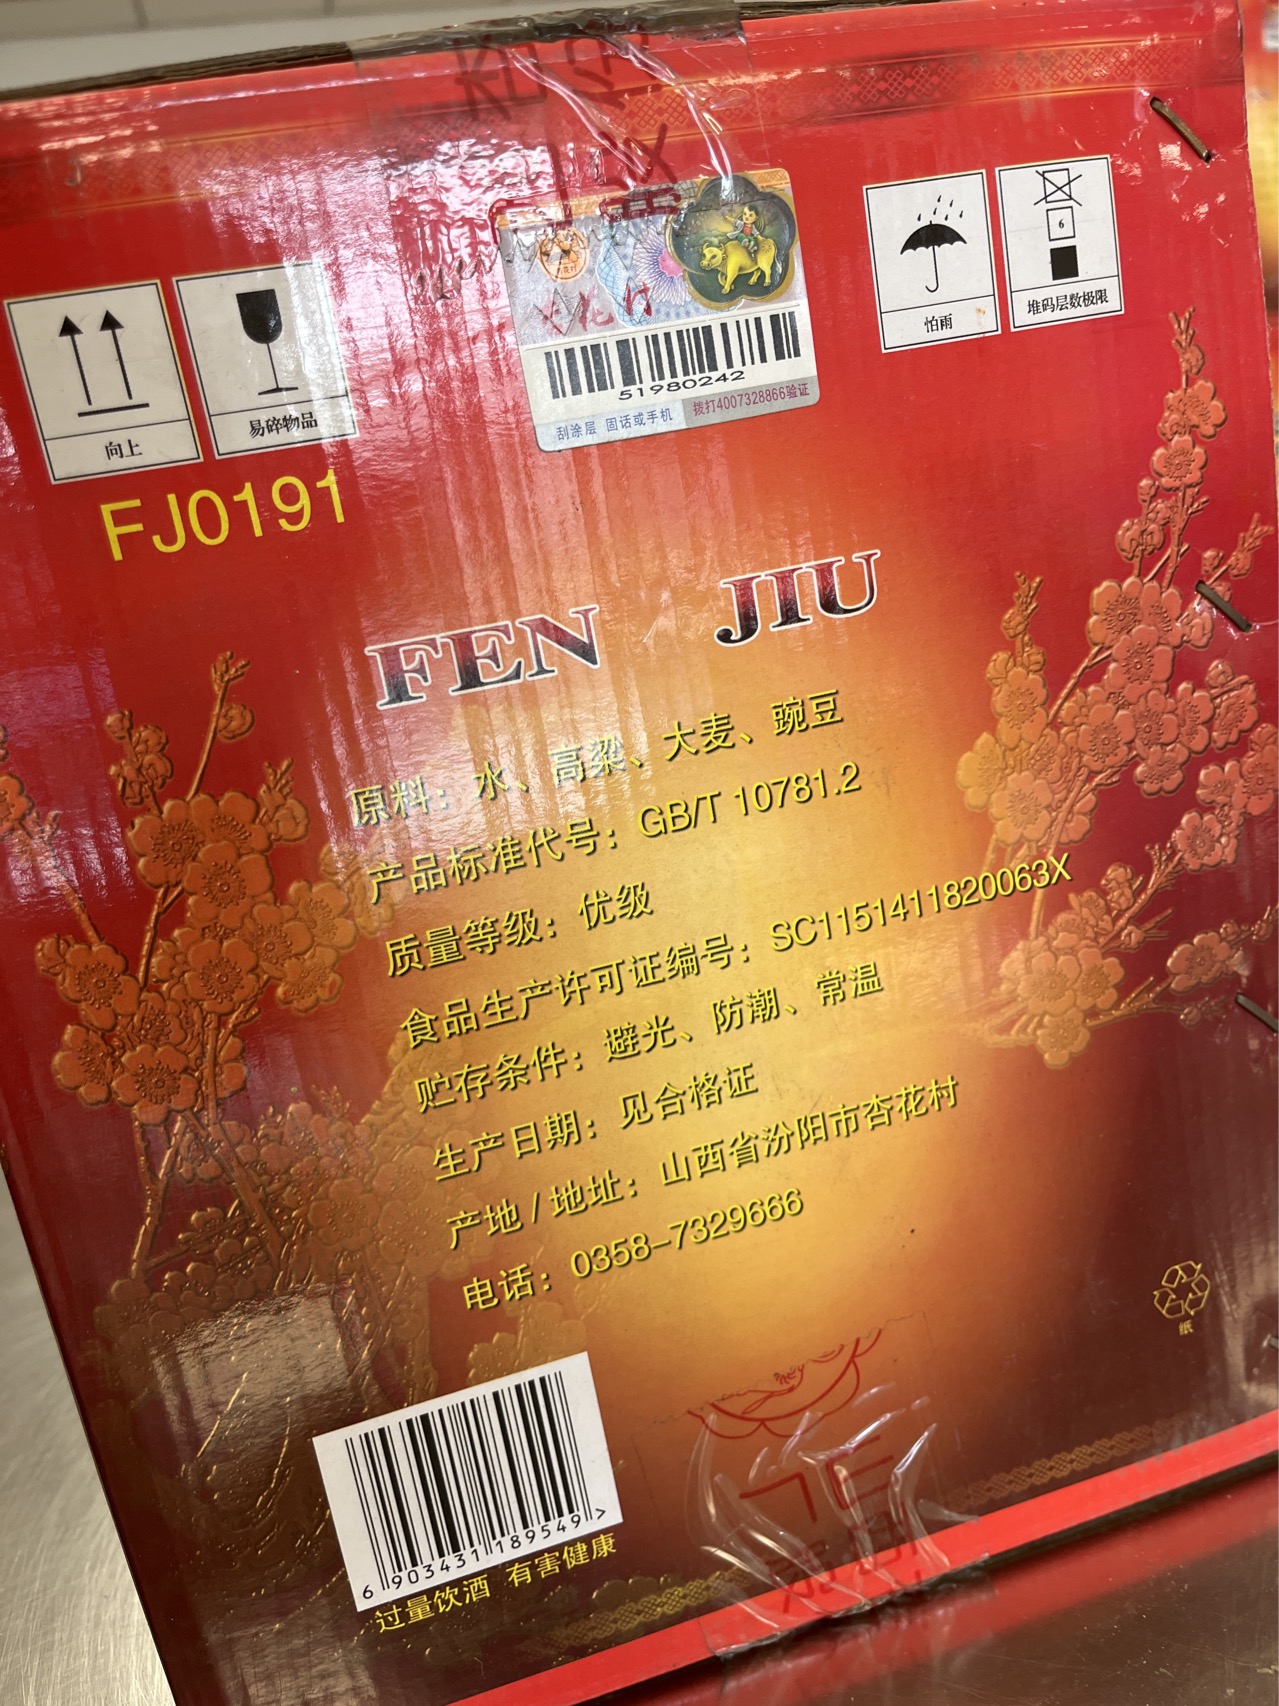 6
堆码层数极限
怕雨
51980242
刮涂层 固话或手机 拨打4007328866验证
易碎物品
向上
FJ0191
FEN JIU
原料：水、高粱、大麦、豌豆
产品标准代号：GB/T 10781.2
质量等级：优级
食品生产许可证编号：SC11514118200063X
贮存条件：避光、防潮、常温
生产日期：见合格证
产地/地址：山西省汾阳市杏花村
电话：0358-7329666
纸
6 903431 189549 >
过量饮酒 有害健康